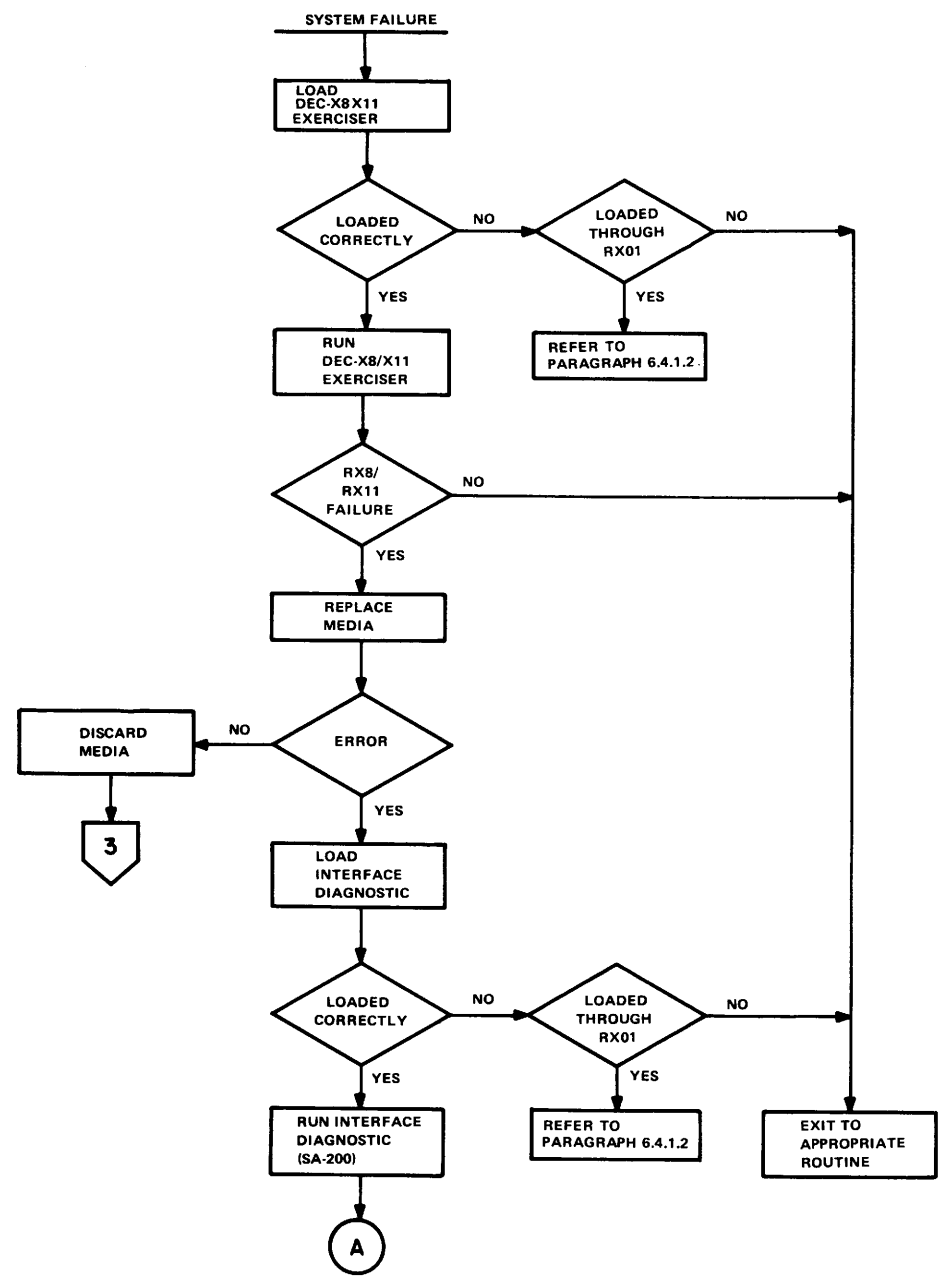 SYSTEM FAILURE
LOAD
DEC-X8X11
EXERCISER
LOADED
CORRECTLY
NO
LOADED
THROUGH
RX01
NO
YES
YES
RUN
DEC-X8/X11
EXERCISER
REFER TO
PARAGRAPH 6.4.1.2
RX8/
RX11
FAILURE
NO
YES
REPLACE
MEDIA
ERROR
NO
DISCARD
MEDIA
3
YES
LOAD
INTERFACE
DIAGNOSTIC
LOADED
CORRECTLY
NO
LOADED
THROUGH
RX01
NO
YES
YES
RUN INTERFACE
DIAGNOSTIC
(SA-200)
REFER TO
PARAGRAPH 6.4.1.2
EXIT TO
APPROPRIATE
ROUTINE
A